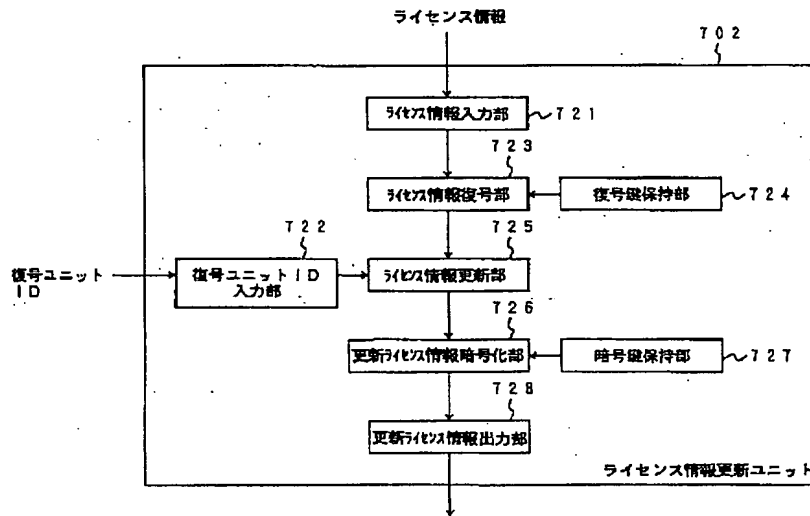 ライセンス情報
702
ライセンス情報入力部
721
723
ライセンス情報復号部
復号鍵保持部
724
722
725
復号ユニット
ID
復号ユニットID
入力部
ライセンス情報更新部
726
更新ライセンス情報暗号化部
暗号鍵保持部
727
728
更新ライセンス情報出力部
ライセンス情報更新ユニット